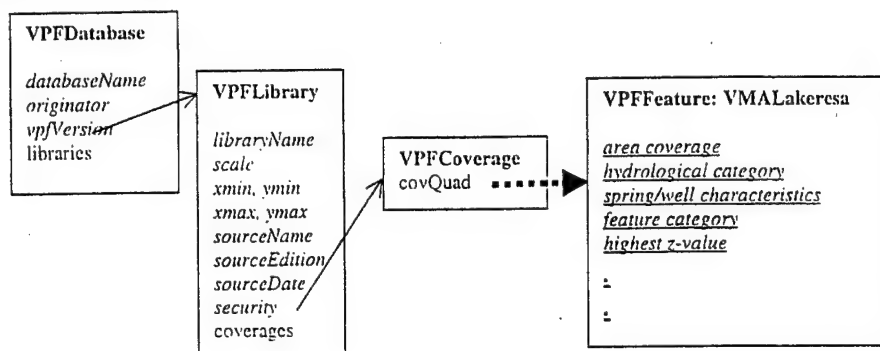 VPFDatabase
databaseName
originator
vpfVersion
libraries
VPFLibrary
libraryName
scale
xmin, ymin
xmax, ymax
sourceName
sourceEdition
sourceDate
security
coverages
VPFCoverage
covQuad
VPFFeature: VMALakeresa
area coverage
hydrological category
spring/well characteristics
feature category
highest z-value
.
.